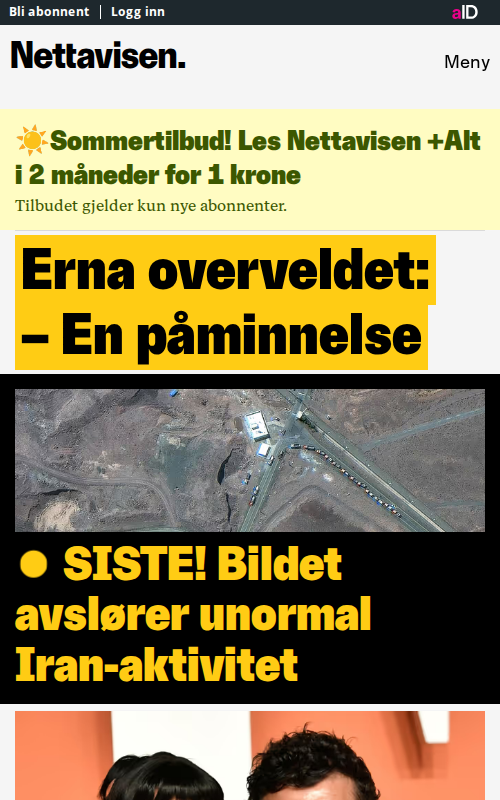 Bli abonnent
Logg inn
aID
Nettavisen.
Meny
☀️Sommertilbud! Les Nettavisen +Alt
i 2 måneder for 1 krone
Tilbudet gjelder kun nye abonnenter.
Erna overveldet:
– En påminnelse
SISTE! Bildet
avslører unormal
Iran-aktivitet